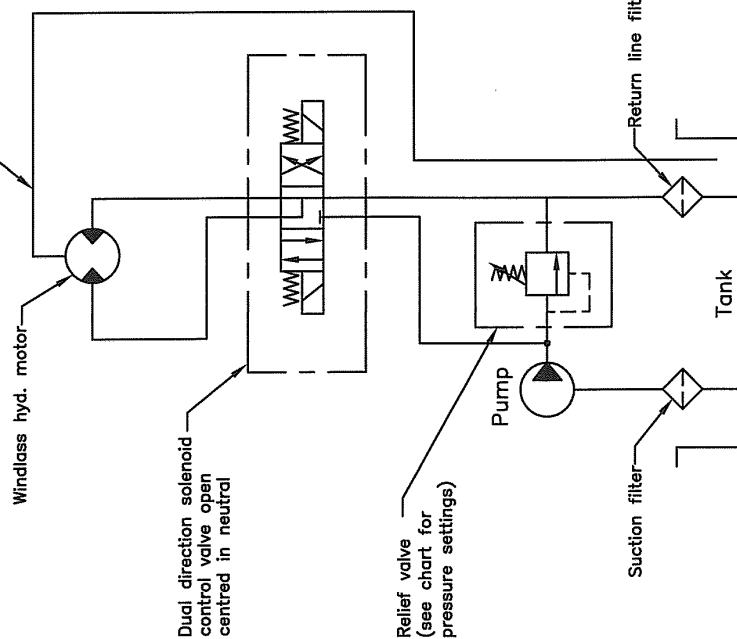 Windlass hyd. motor
Dual direction solenoid
control valve open
centred in neutral
Relief valve
(see chart for
pressure settings)
Pump
Suction filter
Return line filt
Tank